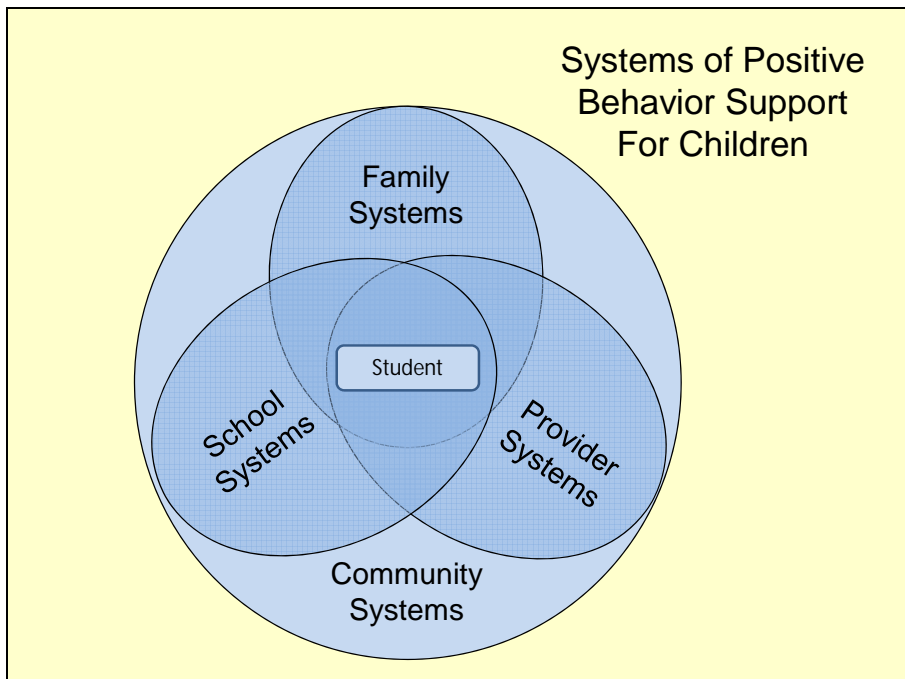 Systems of Positive
Behavior Support
For Children
Family
Systems
Student
School
Systems
Provider
Systems
Community
Systems